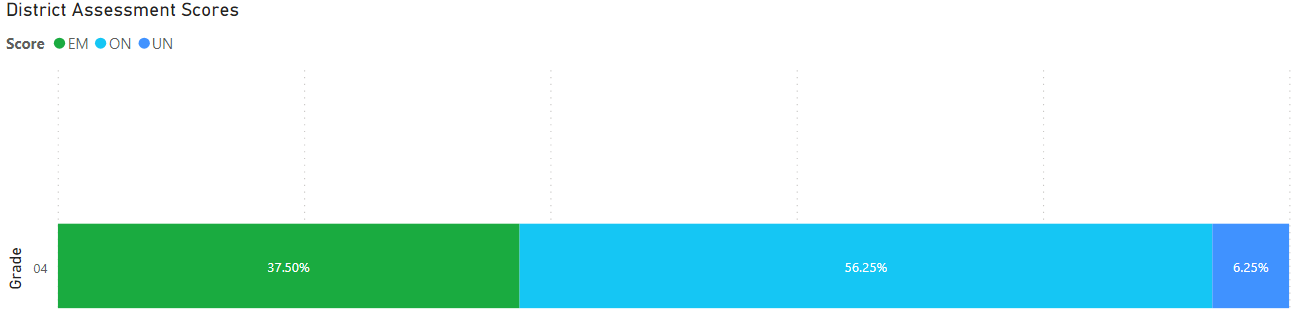 District Assessment Scores
Score EM ON UN
Grade
04
37.50% 56.25% 6.25%